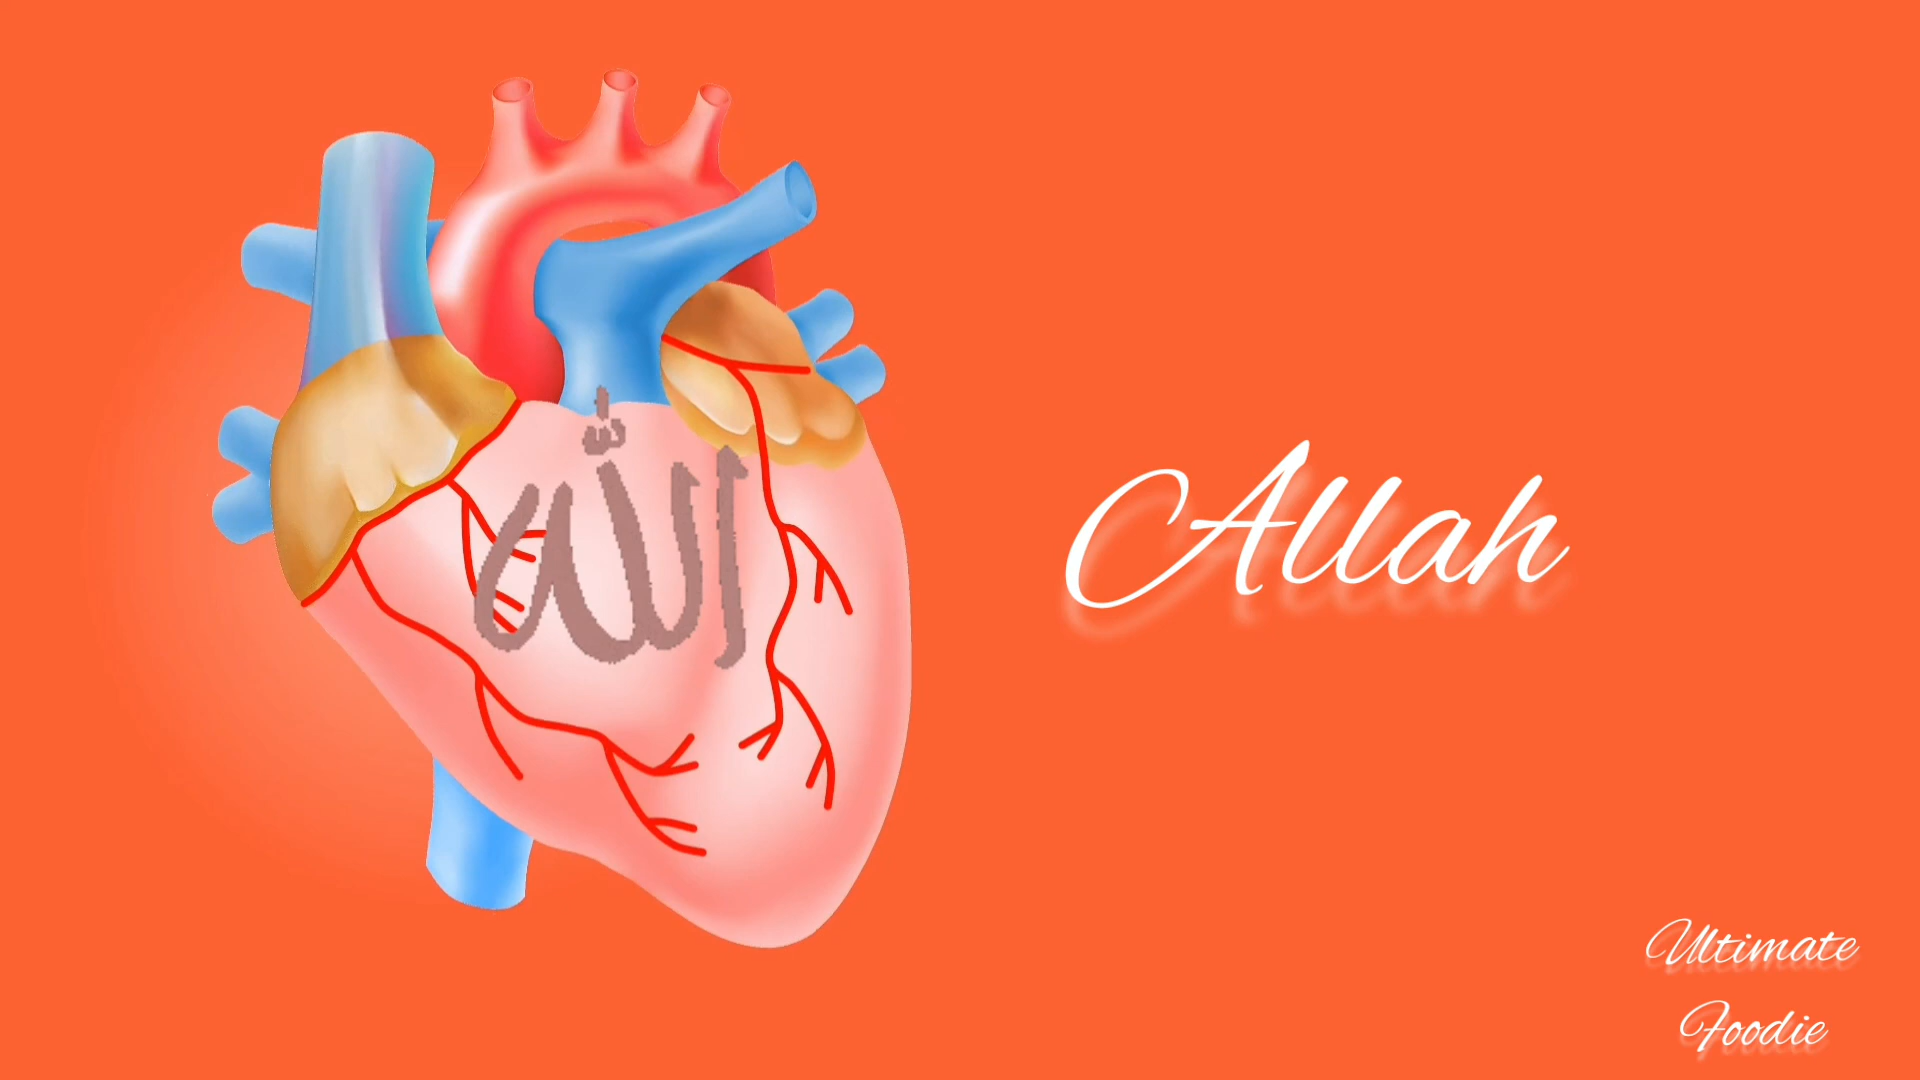 الله
Allah
Ultimate
Foodie